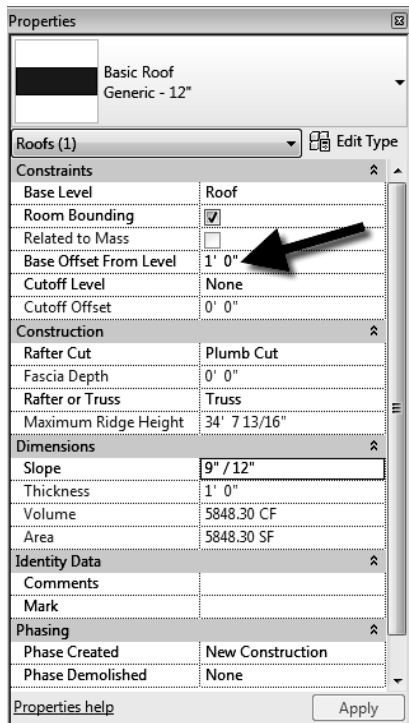 Properties
Basic Roof
Generic - 12"
Roofs (1) Edit Type
Constraints
Base Level Roof
Room Bounding
Related to Mass
Base Offset From Level 1' 0"
Cutoff Level None
Cutoff Offset 0' 0"
Construction
Rafter Cut Plumb Cut
Fascia Depth 0' 0"
Rafter or Truss Truss
Maximum Ridge Height 34' 7 13/16"
Dimensions
Slope 9" / 12"
Thickness 1' 0"
Volume 5848.30 CF
Area 5848.30 SF
Identity Data
Comments
Mark
Phasing
Phase Created New Construction
Phase Demolished None
Properties help Apply